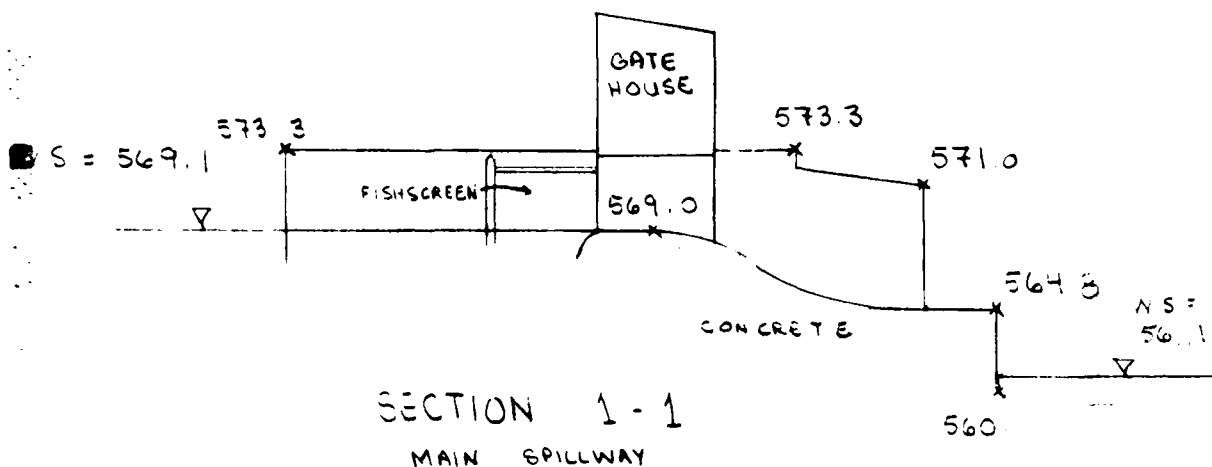 GATE
HOUSE
573.3
573 3
S = 569.1
571.0
FISHSCREEN
569.0
564
CONCRETE
SECTION 1-1
560
MAIN SPILLWAY